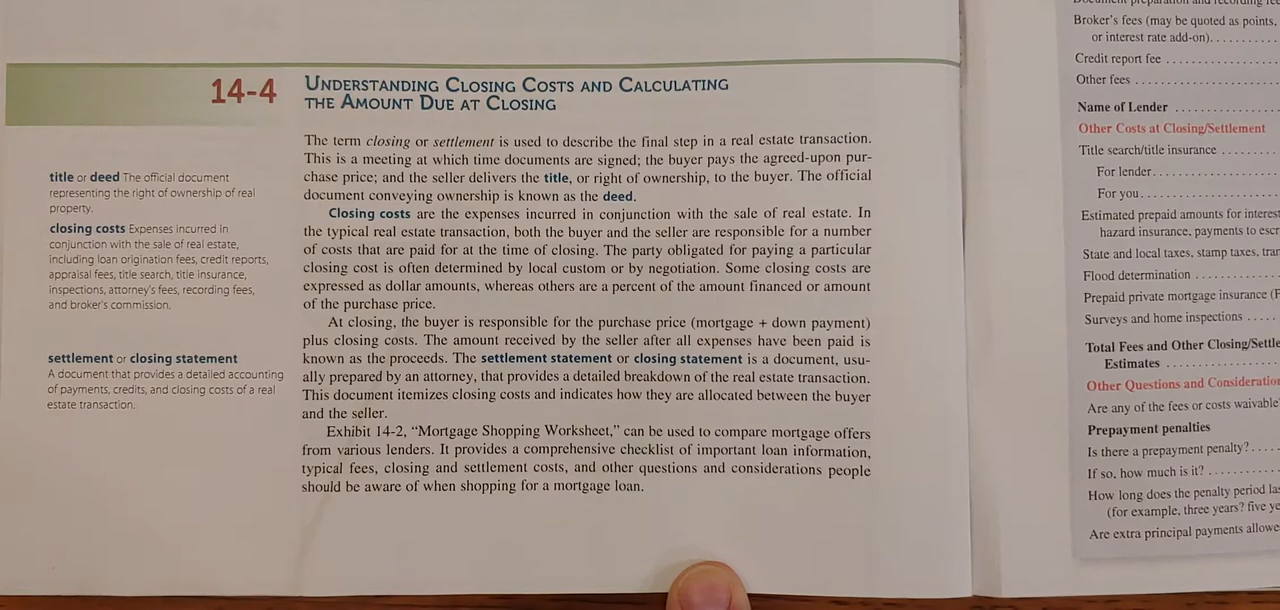 14-4
UNDERSTANDING CLOSING COSTS AND CALCULATING
THE AMOUNT DUE AT CLOSING
title or deed The official document
representing the right of ownership of real
property.
closing costs Expenses incurred in
conjunction with the sale of real estate,
including loan origination fees, credit reports,
appraisal fees, title search, title insurance,
inspections, attorney's fees, recording fees,
and broker's commission.
settlement or closing statement
A document that provides a detailed accounting
of payments, credits, and closing costs of a real
estate transaction.
The term closing or settlement is used to describe the final step in a real estate transaction.
This is a meeting at which time documents are signed; the buyer pays the agreed-upon pur-
chase price; and the seller delivers the title, or right of ownership, to the buyer. The official
document conveying ownership is known as the deed.
Closing costs are the expenses incurred in conjunction with the sale of real estate. In
the typical real estate transaction, both the buyer and the seller are responsible for a number
of costs that are paid for at the time of closing. The party obligated for paying a particular
closing cost is often determined by local custom or by negotiation. Some closing costs are
expressed as dollar amounts, whereas others are a percent of the amount financed or amount
of the purchase price.
At closing, the buyer is responsible for the purchase price (mortgage + down payment)
plus closing costs. The amount received by the seller after all expenses have been paid is
known as the proceeds. The settlement statement or closing statement is a document, usu-
ally prepared by an attorney, that provides a detailed breakdown of the real estate transaction.
This document itemizes closing costs and indicates how they are allocated between the buyer
and the seller.
Exhibit 14-2, "Mortgage Shopping Worksheet," can be used to compare mortgage offers
from various lenders. It provides a comprehensive checklist of important loan information,
typical fees, closing and settlement costs, and other questions and considerations people
should be aware of when shopping for a mortgage loan.
Broker's fees (may be quoted as points,
or interest rate add-on)..........
Credit report fee ................
Other fees ....................
Name of Lender ................
Other Costs at Closing/Settlement
Title search/title insurance .........
For lender..................
For you....................
Estimated prepaid amounts for
hazard insurance, payments to
State and local taxes, stamp taxes,
Flood determination .............
Prepaid private mortgage insurance
Surveys and home inspections .....
Total Fees and Other
Estimates .................
Other Questions and
Are any of the fees or costs
Prepayment penalties
Is there a prepayment penalty?.....
If so, how much is it? ...........
How long does the penalty period
(for example, three years? five
Are extra principal payments